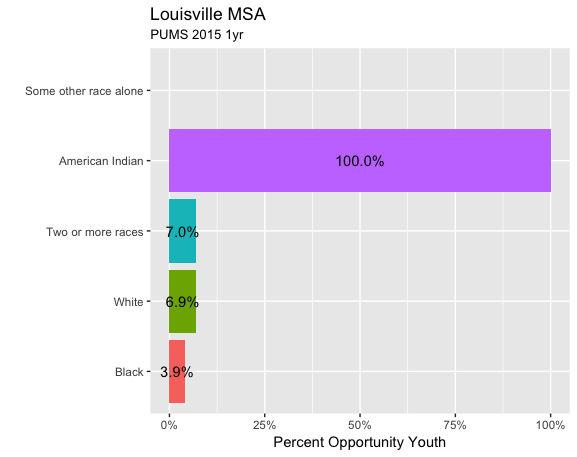 Louisville MSA
PUMS 2015 1yr
Some other race alone
American Indian
100.0%
Two or more races
7.0%
White
6.9%
Black
3.9%
0%
25%
50%
75%
100%
Percent Opportunity Youth